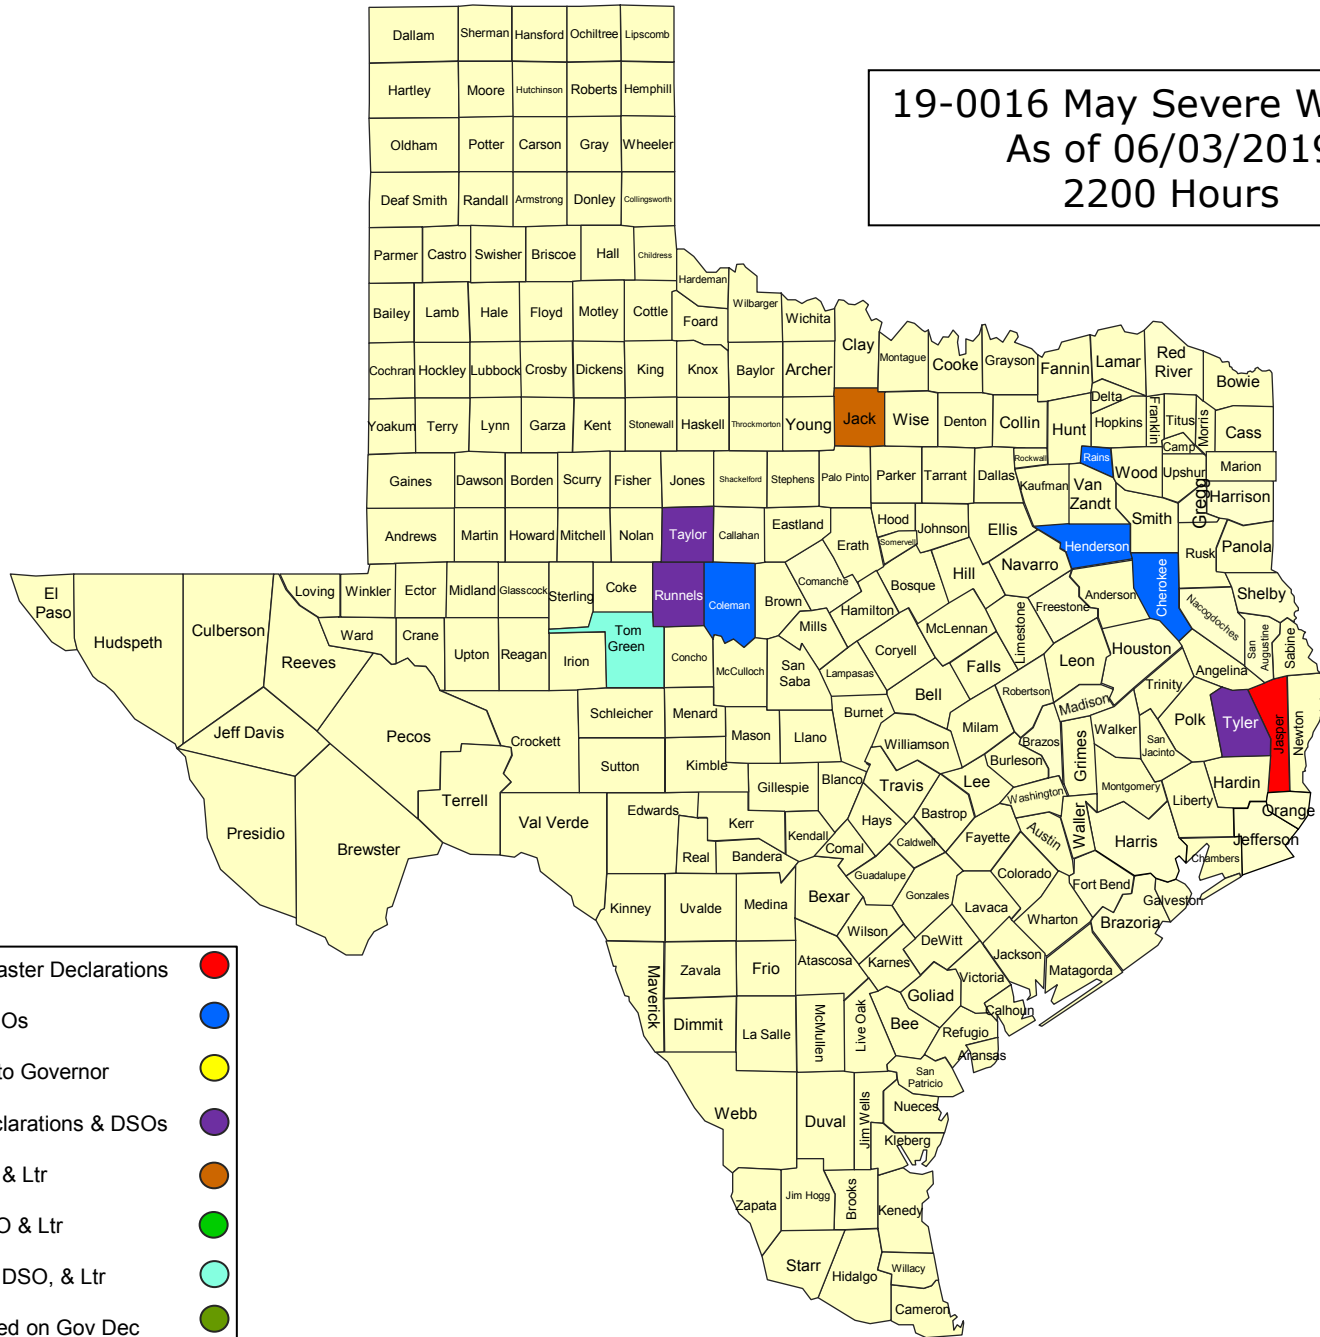 Dallam Sherman Hansford Ochiltree Lipscomb
Hartley Moore Hutchinson Roberts Hemphill
19-0016 May Severe W
As of 06/03/2019
2200 Hours
Oldham Potter Carson Gray Wheeler
Deaf Smith Randall Armstrong Donley Collingsworth
Parmer Castro Swisher Briscoe Hall Childress
Hardeman
Bailey Lamb Hale Floyd Motley Cottle Foard Wilbarger Wichita
Clay Montague Cooke Grayson Fannin Lamar Red
River Bowie
Cochran Hockley Lubbock Crosby Dickens King Knox Baylor Archer
Delta
Yoakum Terry Lynn Garza Kent Stonewall Haskell Throckmorton Young Jack Wise Denton Collin Hunt Hopkins Franklin Titus Morris Cass
Camp
Rockwall Rains
Gaines Dawson Borden Scurry Fisher Jones Shackelford Stephens Palo Pinto Parker Tarrant Dallas Kaufman Van
Zandt Wood Upshur Marion
Gregg Harrison
Andrews Martin Howard Mitchell Nolan Taylor Callahan Eastland Erath Hood Somervell Johnson Ellis Henderson Smith Rusk Panola
El
Paso Hudspeth Culberson Loving Winkler Ector Midland Glasscock Sterling Coke Runnels Coleman Brown Comanche Hamilton Bosque Hill Navarro Freestone Anderson Cherokee Nacogdoches Shelby
Reeves Ward Crane Upton Reagan Irion Tom
Green Concho McCulloch San
Saba Mills Lampasas Coryell McLennan Limestone Falls Leon Houston Angelina San
Augustine Sabine
Jeff Davis Pecos Crockett Schleicher Menard Mason Llano Burnet Bell Robertson Madison Trinity Polk Tyler Jasper Newton
Sutton Kimble Gillespie Blanco Williamson Milam Brazos Grimes Walker San
Jacinto
Presidio Brewster Terrell Val Verde Edwards Kerr Kendall Travis Lee Burleson Washington Montgomery Liberty Hardin Orange
Real Bandera Comal Hays Caldwell Bastrop Fayette Austin Waller Harris Chambers Jefferson
Kinney Uvalde Medina Bexar Guadalupe Gonzales Lavaca Colorado Fort Bend Galveston
Wilson DeWitt Wharton Brazoria
Maverick Zavala Frio Atascosa Karnes Victoria Jackson Matagorda
Dimmit La Salle McMullen Live Oak Bee Goliad Refugio Calhoun
Aransas
San
Patricio
Webb Duval Jim Wells Nueces
Kleberg
Zapata Jim Hogg Brooks Kenedy
Starr Hidalgo Willacy
Cameron
aster Declarations
Os
to Governor
clarations & DSOs
& Ltr
O & Ltr
DSO, & Ltr
ed on Gov Dec